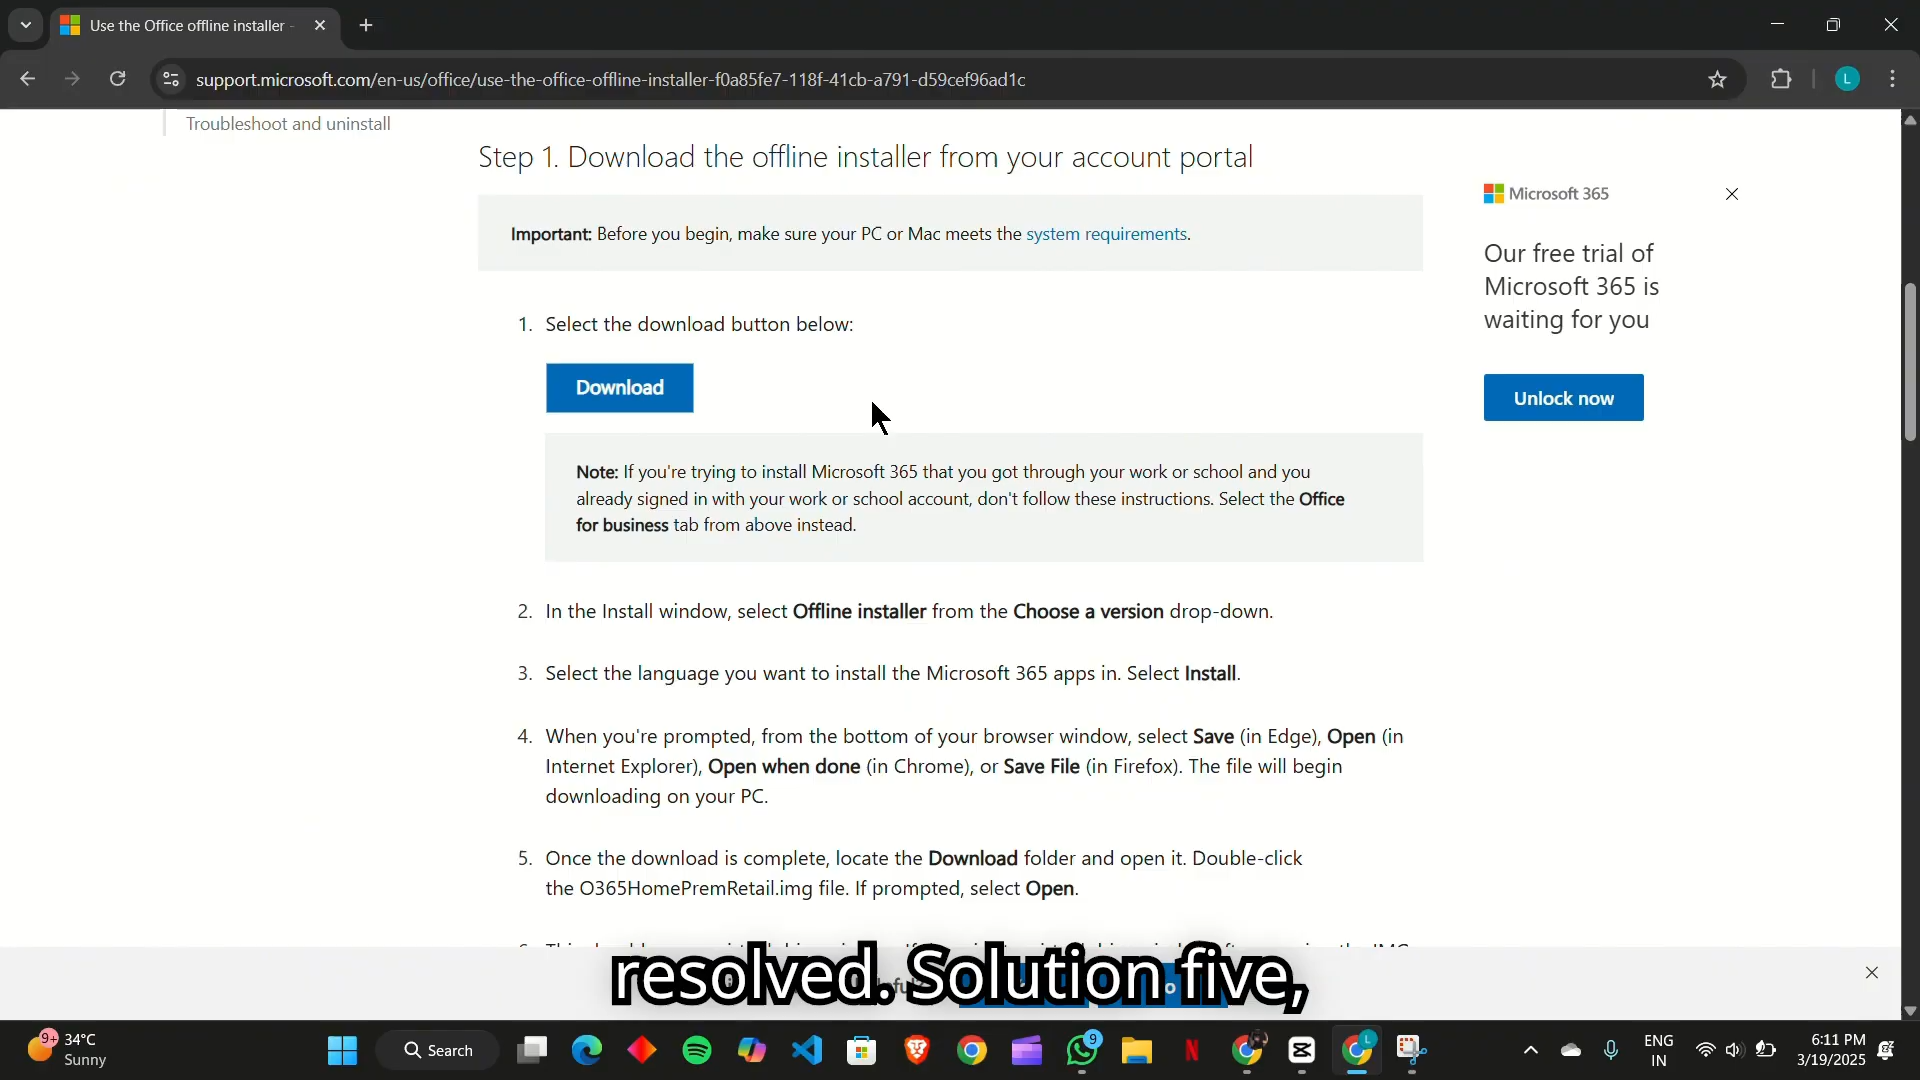 Use the Office offline installer -
support.microsoft.com/en-us/office/use-the-office-offline-installer-f0a85fe7-118f-41cb-a791-d59cef96ad1c
L
Troubleshoot and uninstall
Step 1. Download the offline installer from your account portal
Important: Before you begin, make sure your PC or Mac meets the system requirements.
Microsoft 365
Our free trial of
Microsoft 365 is
waiting for you
Unlock now
1. Select the download button below:
Download
Note: If you're trying to install Microsoft 365 that you got through your work or school and you
already signed in with your work or school account, don't follow these instructions. Select the Office
for business tab from above instead.
2. In the Install window, select Offline installer from the Choose a version drop-down.
3. Select the language you want to install the Microsoft 365 apps in. Select Install.
4. When you're prompted, from the bottom of your browser window, select Save (in Edge), Open (in
Internet Explorer), Open when done (in Chrome), or Save File (in Firefox). The file will begin
downloading on your PC.
5. Once the download is complete, locate the Download folder and open it. Double-click
the O365HomePremRetail.img file. If prompted, select Open.
resolved. Solution five,
9+
34°C
Sunny
Search
9
L
ENG
IN
6:11 PM
3/19/2025